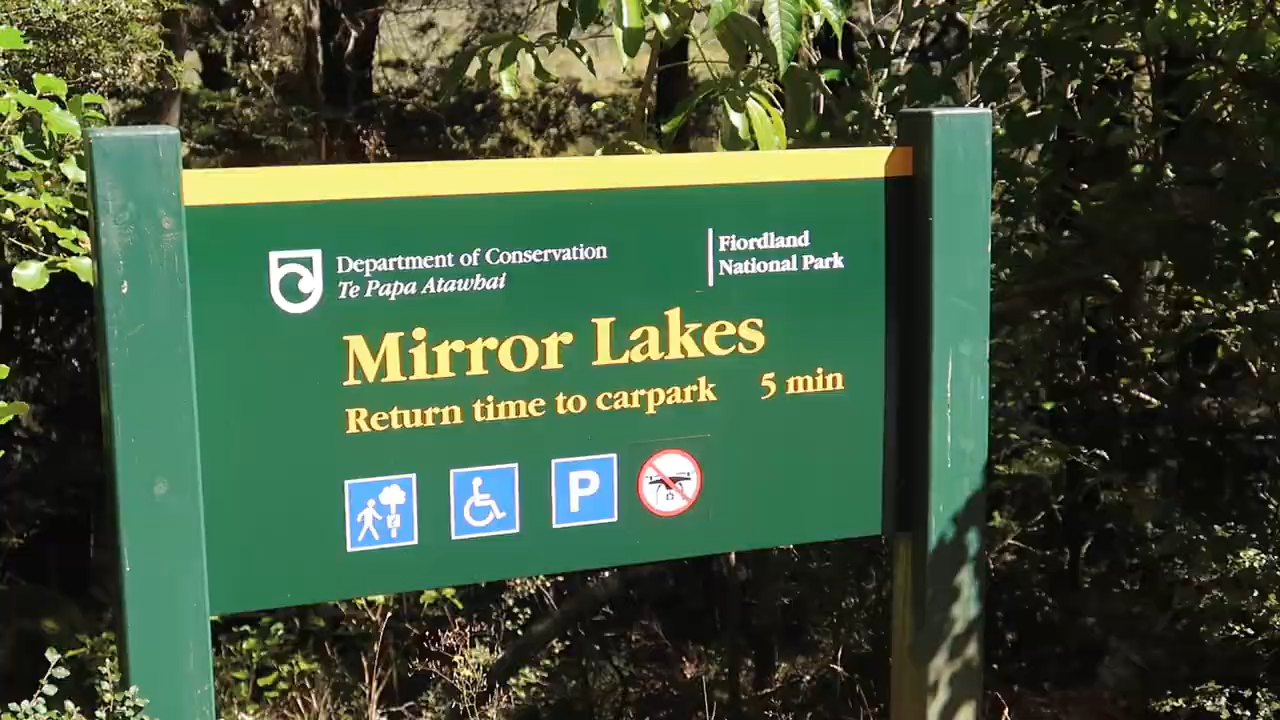 Department of Conservation
Te Papa Atawhai
Fiordland
National Park
Mirror Lakes
Return time to carpark 5 min
P